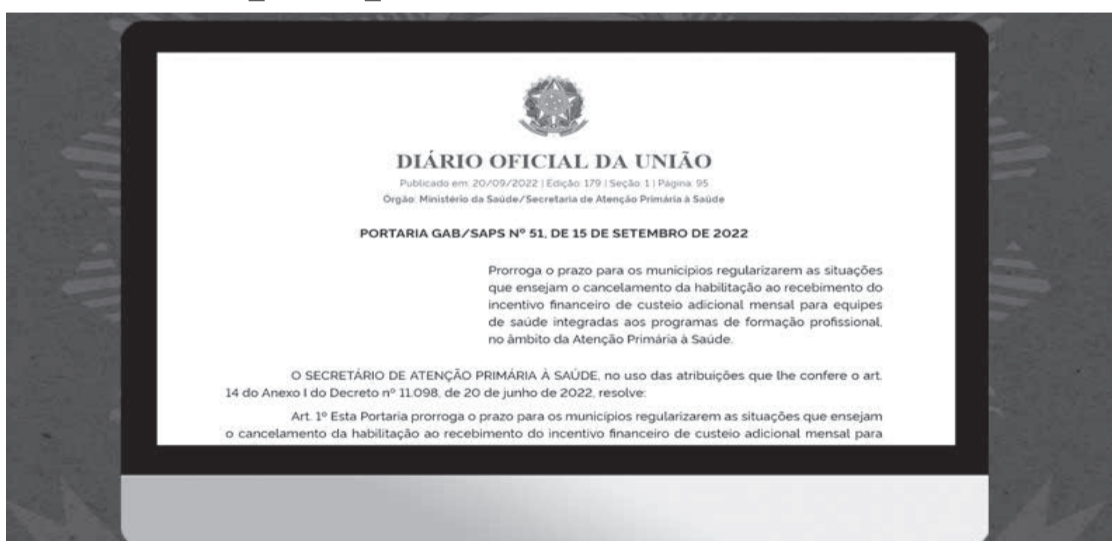 DIÁRIO OFICIAL DA UNIÃO
Publicado em: 20/09/2022 | Edição: 179 | Seção: 1 | Página: 95
Órgão: Ministério da Saúde/Secretaria de Atenção Primária à Saúde
PORTARIA GAB/SAPS Nº 51, DE 15 DE SETEMBRO DE 2022
Prorroga o prazo para os municípios regularizarem as situações
que ensejam o cancelamento da habilitação ao recebimento do
incentivo financeiro de custeio adicional mensal para equipes
de saúde integradas aos programas de formação profissional,
no âmbito da Atenção Primária à Saúde.
O SECRETÁRIO DE ATENÇÃO PRIMÁRIA À SAÚDE, no uso das atribuições que lhe confere o art.
14 do Anexo I do Decreto nº 11.098, de 20 de junho de 2022, resolve:
Art. 1º Esta Portaria prorroga o prazo para os municípios regularizarem as situações que ensejam
o cancelamento da habilitação ao recebimento do incentivo financeiro de custeio adicional mensal para